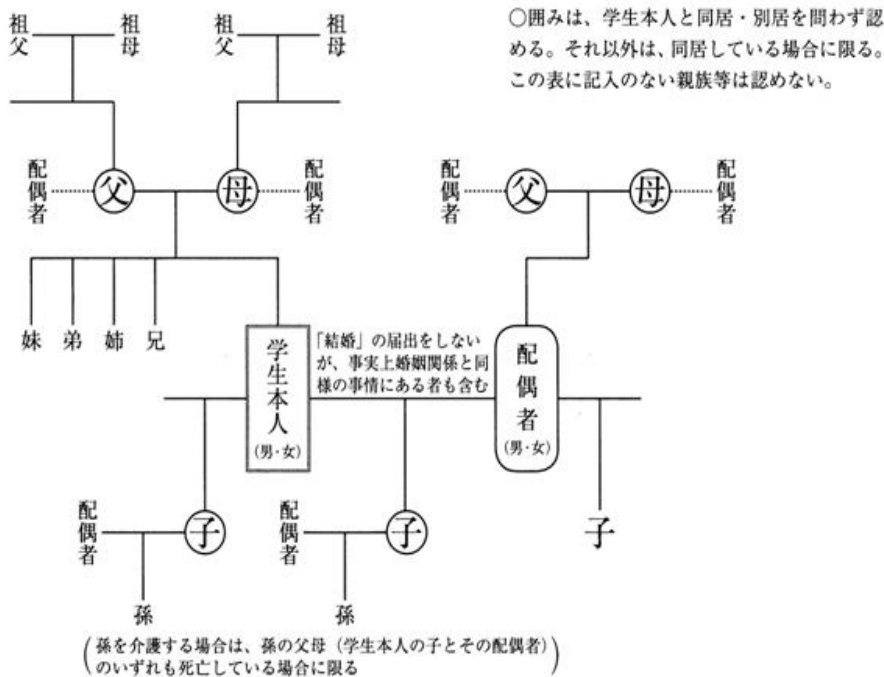 ○囲みは、学生本人と同居・別居を問わず認
める。それ以外は、同居している場合に限る。
この表に記入のない親族等は認めない。
祖父
祖母
祖父
祖母
配偶者
父
母
配偶者
配偶者
父
母
配偶者
妹
弟
姉
兄
学生本人
(男·女)
「結婚」の届出をしない
が、事実上婚姻関係と同
様の事情にある者も含む
配偶者
(男·女)
配偶者
子
配偶者
子
子
孫
孫
(孫を介護する場合は、孫の父母(学生本人の子とその配偶者)
のいずれも死亡している場合に限る)